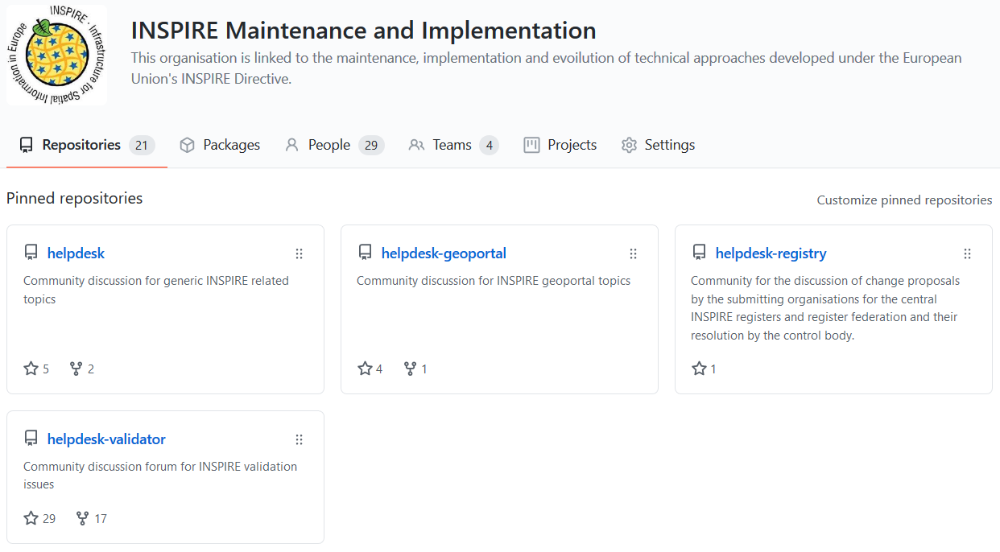 INSPIRE · Infrastructure for Spatial Information in Europe
INSPIRE Maintenance and Implementation
This organisation is linked to the maintenance, implementation and evoilution of technical approaches developed under the European
Union's INSPIRE Directive.
Repositories 21 Packages People 29 Teams 4 Projects Settings
Pinned repositories
Customize pinned repositories
helpdesk
Community discussion for generic INSPIRE related
topics
5 2
helpdesk-geoportal
Community discussion for INSPIRE geoportal topics
4 1
helpdesk-registry
Community for the discussion of change proposals
by the submitting organisations for the central
INSPIRE registers and register federation and their
resolution by the control body.
1
helpdesk-validator
Community discussion forum for INSPIRE validation
issues
29 17